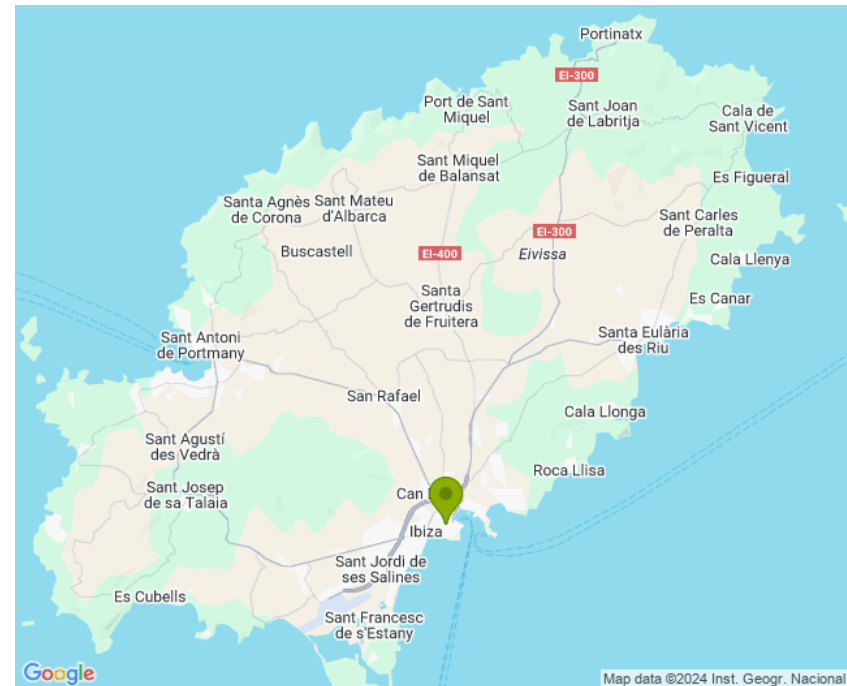 Portinatx
EI-300
Port de Sant
Miquel
Sant Joan
de Labritja
Cala de
Sant Vicent
Sant Miquel
de Balansat
Es Figueral
Santa Agnès
de Corona
Sant Mateu
d'Albarca
Sant Carles
de Peralta
EI-300
Buscastell
EI-400
Eivissa
Cala Llenya
Santa
Gertrudis
de Fruitera
Es Canar
Sant Antoni
de Portmany
Santa Eulària
des Riu
San Rafael
Cala Llonga
Sant Agustí
des Vedrà
Roca Llisa
Sant Josep
de sa Talaia
Can
Ibiza
Sant Jordi de
ses Salines
Es Cubells
Sant Francesc
de s'Estany
Google
Map data ©2024 Inst. Geogr. Nacional